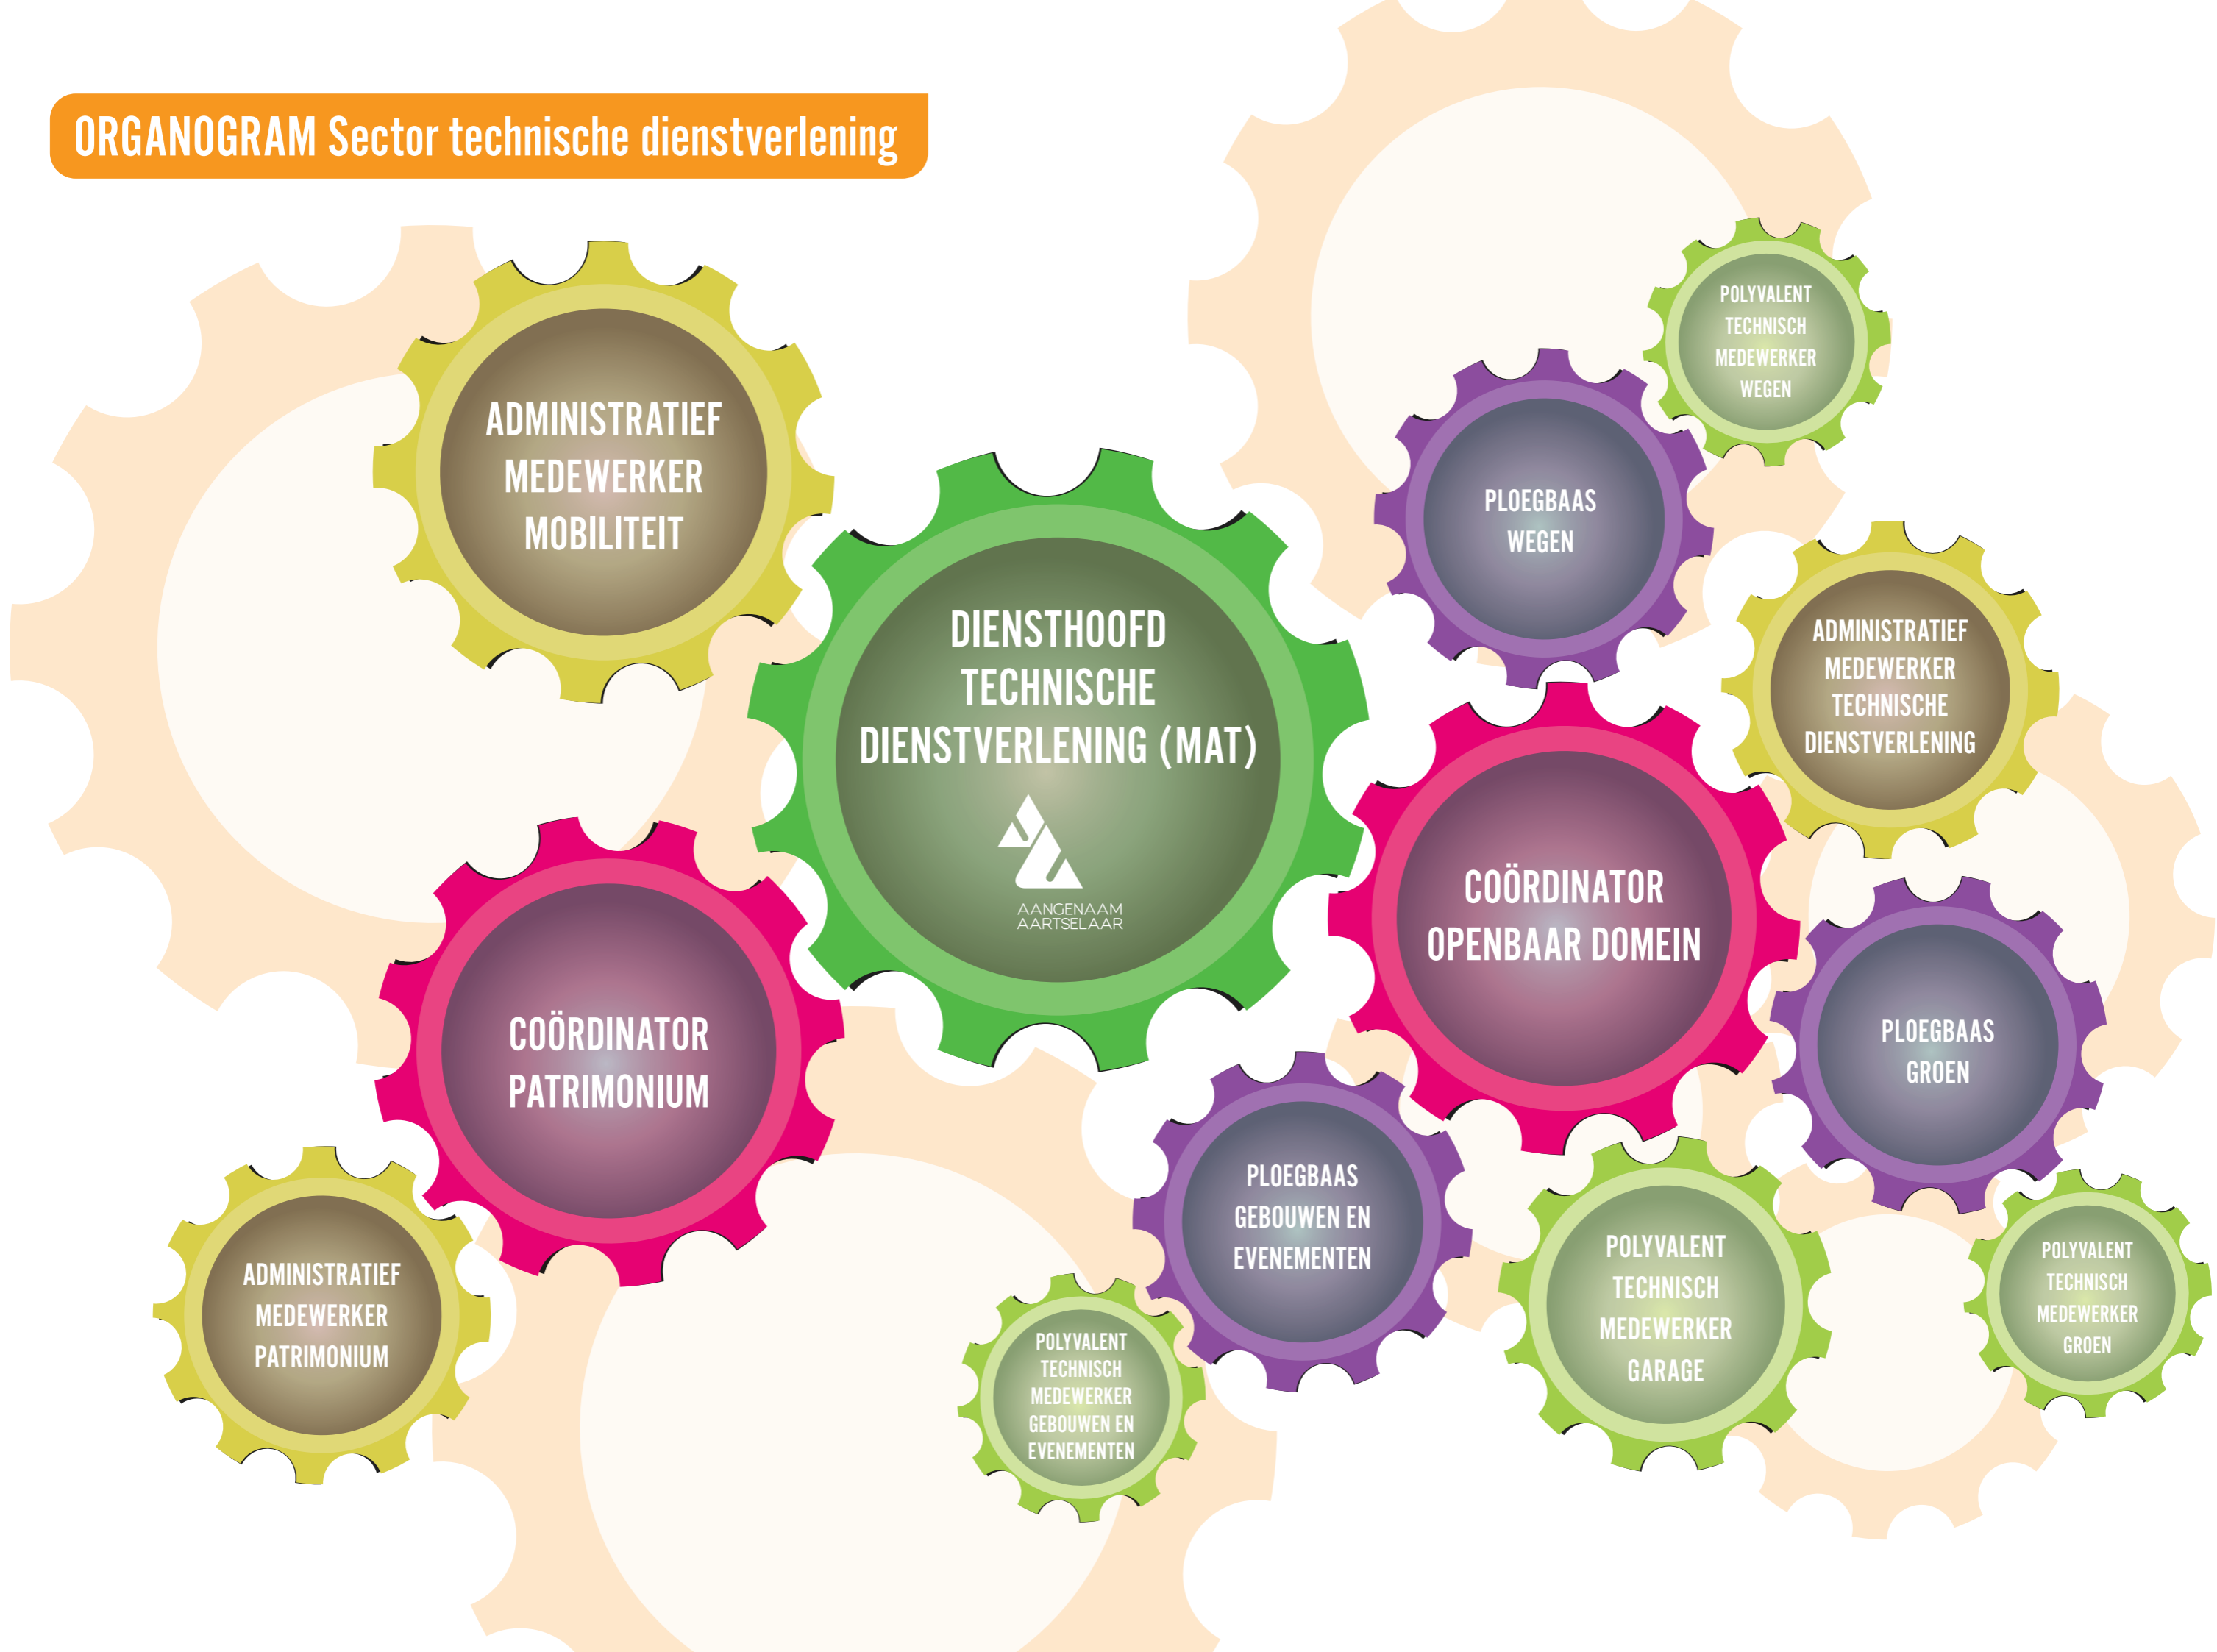 ORGANOGRAM Sector technische dienstverlening
ADMINISTRATIEF
MEDEWERKER
MOBILITEIT
DIENSTHOOFD
TECHNISCHE
DIENSTVERLENING (MAT)
AANGENAAM
AARTSELAAR
POLYVALENT
TECHNISCH
MEDEWERKER
WEGEN
PLOEGBAAS
WEGEN
ADMINISTRATIEF
MEDEWERKER
TECHNISCHE
DIENSTVERLENING
COÖRDINATOR
OPENBAAR DOMEIN
COÖRDINATOR
PATRIMONIUM
PLOEGBAAS
GROEN
ADMINISTRATIEF
MEDEWERKER
PATRIMONIUM
PLOEGBAAS
GEBOUWEN EN
EVENEMENTEN
POLYVALENT
TECHNISCH
MEDEWERKER
GEBOUWEN EN
EVENEMENTEN
POLYVALENT
TECHNISCH
MEDEWERKER
GARAGE
POLYVALENT
TECHNISCH
MEDEWERKER
GROEN